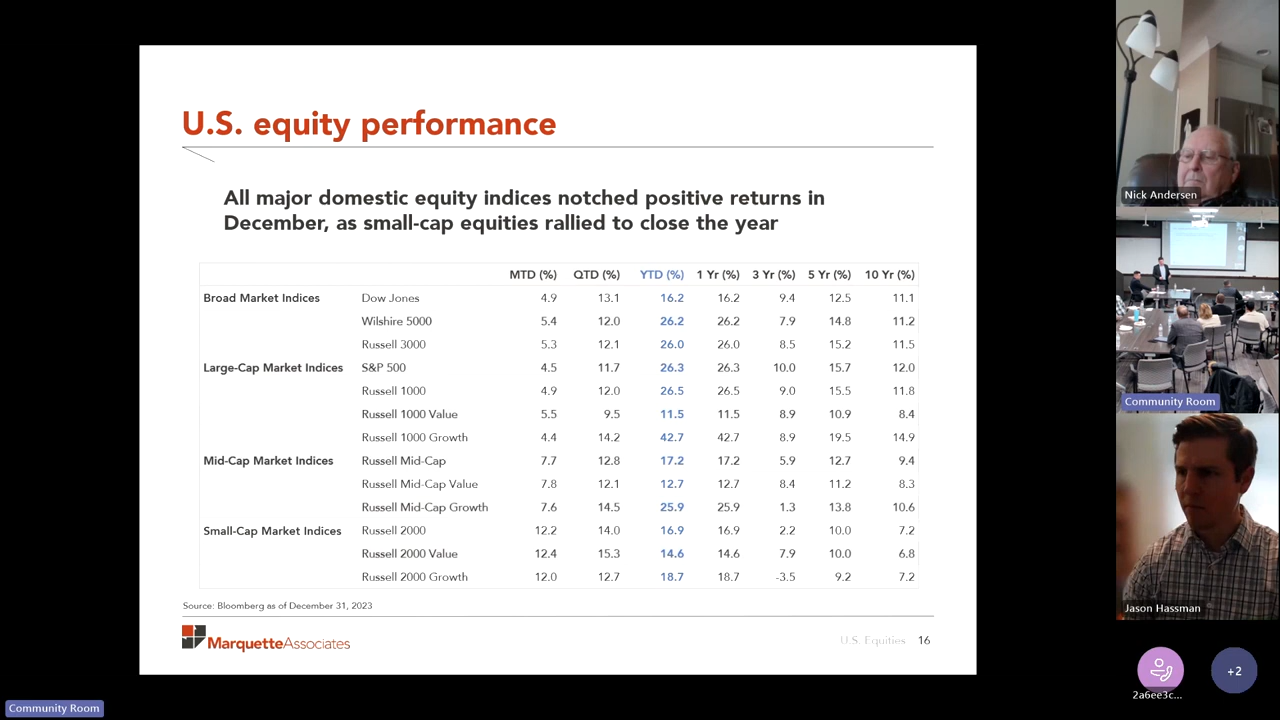 U.S. equity performance
All major domestic equity indices notched positive returns in
December, as small-cap equities rallied to close the year
MTD (%) QTD (%) YTD (%) 1 Yr (%) 3 Yr (%) 5 Yr (%) 10 Yr (%)
Broad Market Indices Dow Jones 4.9 13.1 16.2 16.2 9.4 12.5 11.1
Wilshire 5000 5.4 12.0 26.2 26.2 7.9 14.8 11.2
Russell 3000 5.3 12.1 26.0 26.0 8.5 15.2 11.5
Large-Cap Market Indices S&P 500 4.5 11.7 26.3 26.3 10.0 15.7 12.0
Russell 1000 4.9 12.0 26.5 26.5 9.0 15.5 11.8
Russell 1000 Value 5.5 9.5 11.5 11.5 8.9 10.9 8.4
Russell 1000 Growth 4.4 14.2 42.7 42.7 8.9 19.5 14.9
Mid-Cap Market Indices Russell Mid-Cap 7.7 12.8 17.2 17.2 5.9 12.7 9.4
Russell Mid-Cap Value 7.8 12.1 12.7 12.7 8.4 11.2 8.3
Russell Mid-Cap Growth 7.6 14.5 25.9 25.9 1.3 13.8 10.6
Small-Cap Market Indices Russell 2000 12.2 14.0 16.9 16.9 2.2 10.0 7.2
Russell 2000 Value 12.4 15.3 14.6 14.6 7.9 10.0 6.8
Russell 2000 Growth 12.0 12.7 18.7 18.7 -3.5 9.2 7.2
Source: Bloomberg as of December 31, 2023
MarquetteAssociates
U.S. Equities 16
Community Room
Nick Andersen
Community Room
Jason Hassman
2a6ee3c...
+2